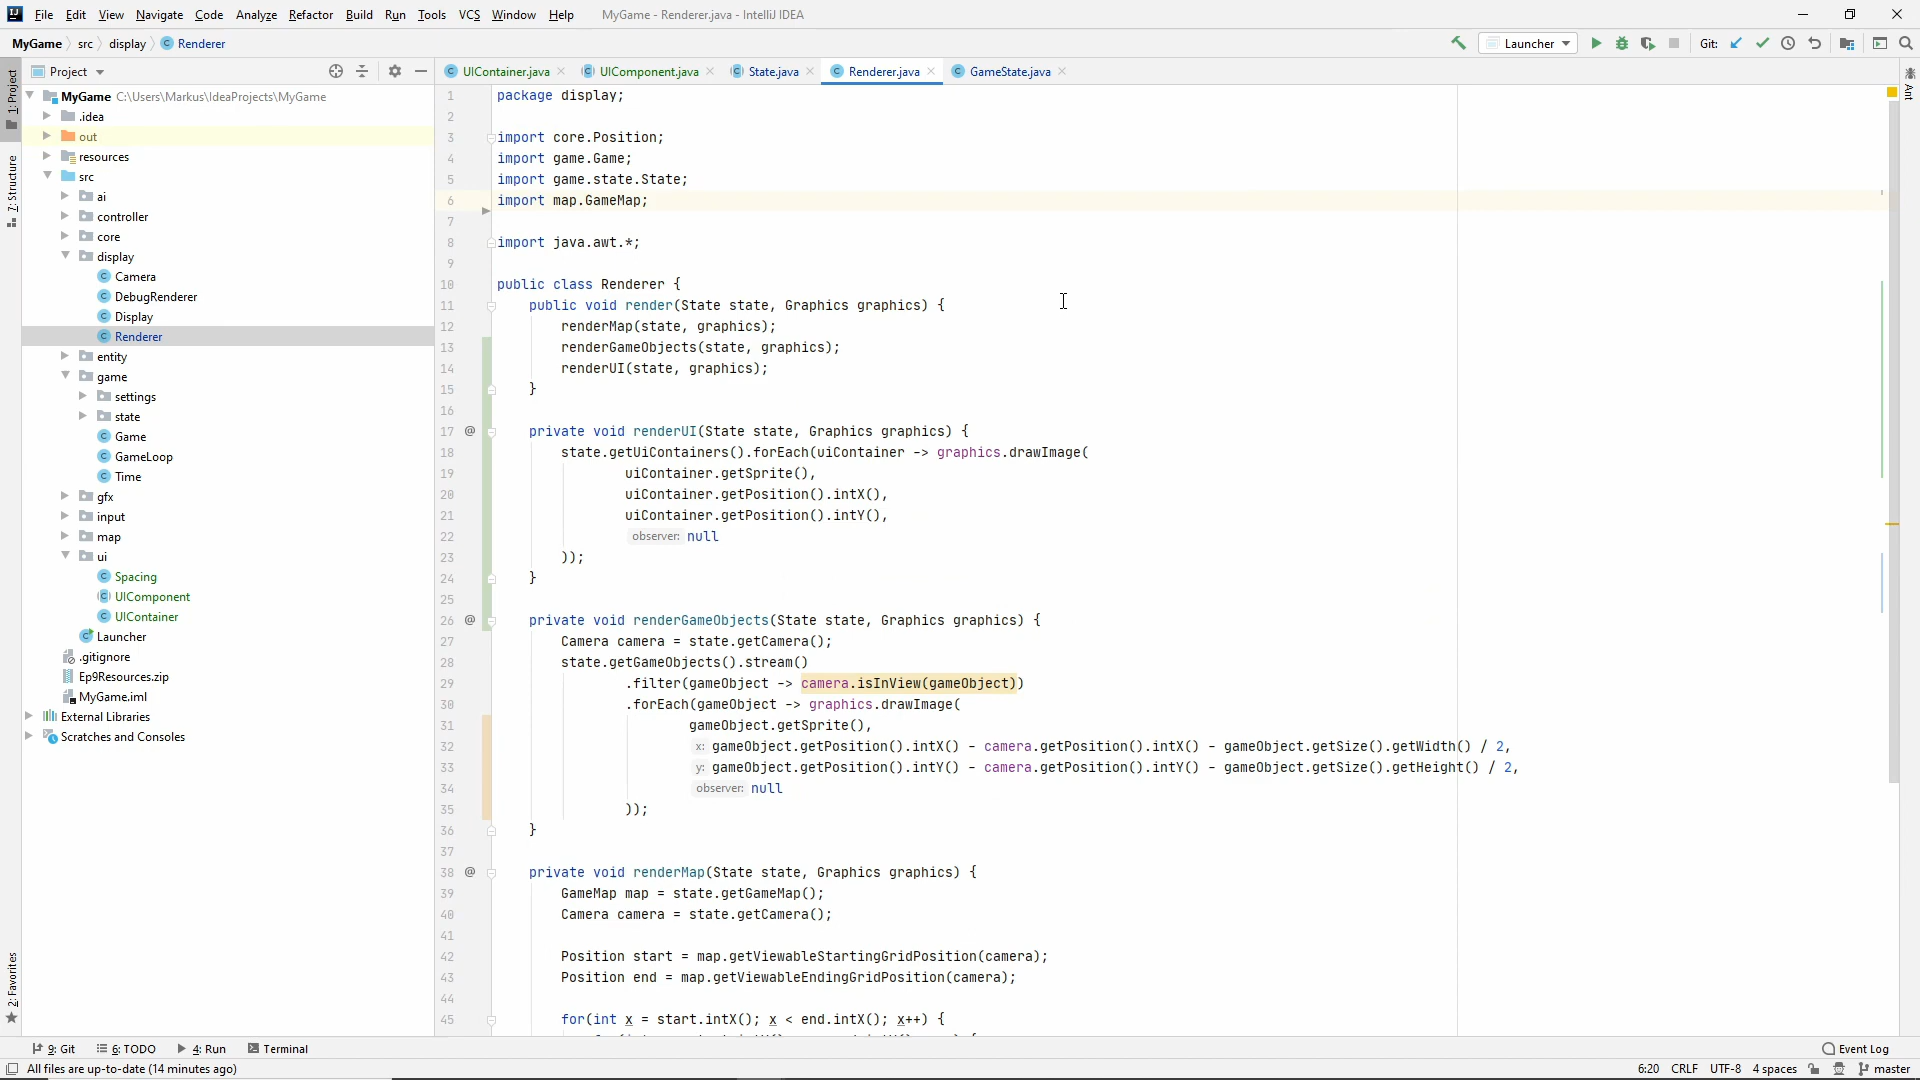 File Edit View Navigate Code Analyze Refactor Build Run Tools VCS Window Help MyGame - Renderer.java - IntelliJ IDEA
MyGame src display Renderer Launcher Git:
Project
UIContainer.java UIComponent.java State.java Renderer.java GameState.java
1: Project
7: Structure
2: Favorites
Ant
MyGame C:\Users\Markus\IdeaProjects\MyGame
.idea
out
resources
src
ai
controller
core
display
Camera
DebugRenderer
Display
Renderer
entity
game
settings
state
Game
GameLoop
Time
gfx
input
map
ui
Spacing
UIComponent
UIContainer
Launcher
.gitignore
Ep9Resources.zip
MyGame.iml
External Libraries
Scratches and Consoles
1 package display;
2
3 import core.Position;
4 import game.Game;
5 import game.state.State;
6 import map.GameMap;
7
8 import java.awt.*;
9
10 public class Renderer {
11 public void render(State state, Graphics graphics) {
12 renderMap(state, graphics);
13 renderGameObjects(state, graphics);
14 renderUI(state, graphics);
15 }
16
17 @ private void renderUI(State state, Graphics graphics) {
18 state.getUiContainers().forEach(uiContainer -> graphics.drawImage(
19 uiContainer.getSprite(),
20 uiContainer.getPosition().intX(),
21 uiContainer.getPosition().intY(),
22 observer: null
23 ));
24 }
25
26 @ private void renderGameObjects(State state, Graphics graphics) {
27 Camera camera = state.getCamera();
28 state.getGameObjects().stream()
29 .filter(gameObject -> camera.isInView(gameObject))
30 .forEach(gameObject -> graphics.drawImage(
31 gameObject.getSprite(),
32 x: gameObject.getPosition().intX() - camera.getPosition().intX() - gameObject.getSize().getWidth() / 2,
33 y: gameObject.getPosition().intY() - camera.getPosition().intY() - gameObject.getSize().getHeight() / 2,
34 observer: null
35 ));
36 }
37
38 @ private void renderMap(State state, Graphics graphics) {
39 GameMap map = state.getGameMap();
40 Camera camera = state.getCamera();
41
42 Position start = map.getViewableStartingGridPosition(camera);
43 Position end = map.getViewableEndingGridPosition(camera);
44
45 for(int x = start.intX(); x < end.intX(); x++) {
9: Git 6: TODO 4: Run Terminal Event Log
All files are up-to-date (14 minutes ago) 6:20 CRLF UTF-8 4 spaces master